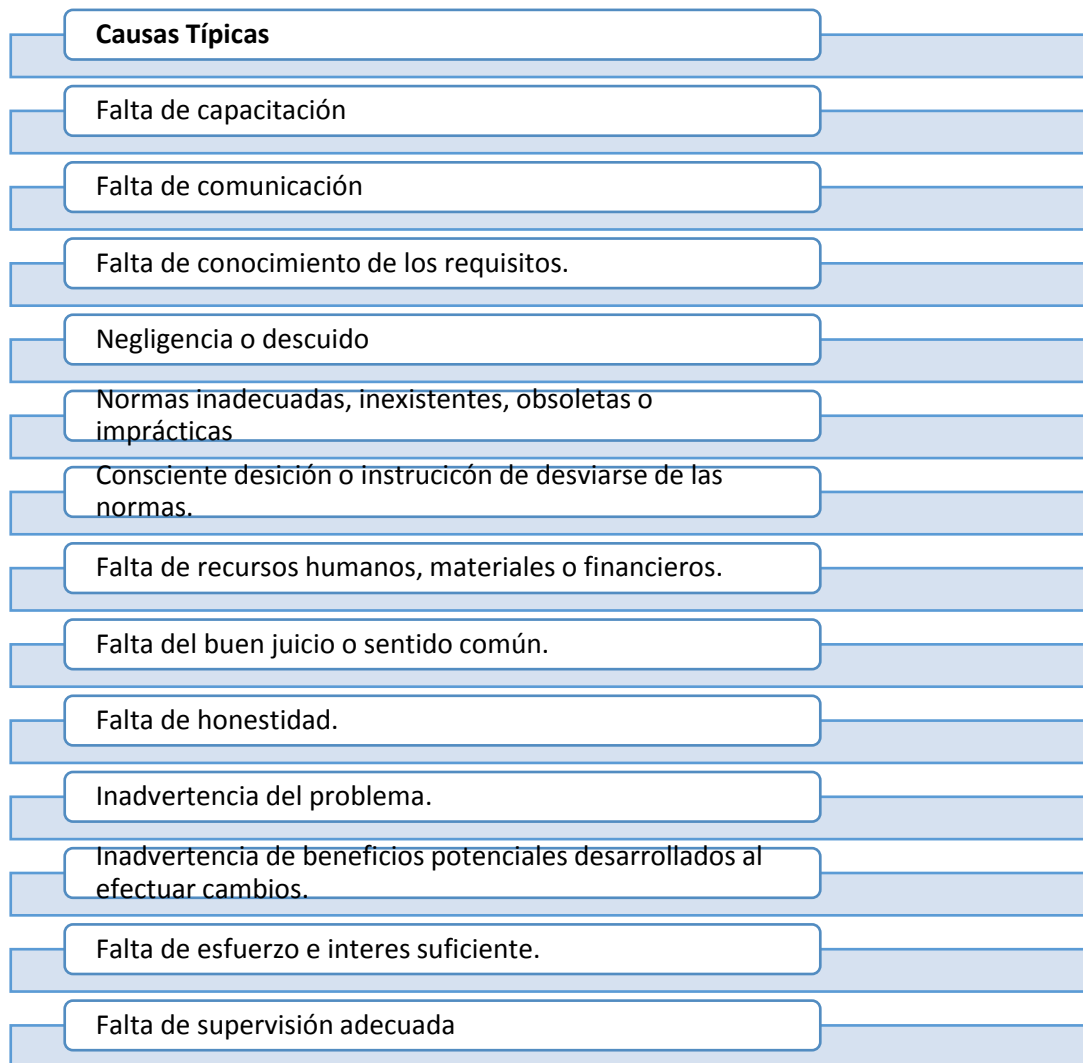 Causas Típicas
Falta de capacitación
Falta de comunicación
Falta de conocimiento de los requisitos.
Negligencia o descuido
Normas inadecuadas, inexistentes, obsoletas o
imprácticas
Consciente desición o instrucicón de desviarse de las
normas.
Falta de recursos humanos, materiales o financieros.
Falta del buen juicio o sentido común.
Falta de honestidad.
Inadvertencia del problema.
Inadvertencia de beneficios potenciales desarrollados al
efectuar cambios.
Falta de esfuerzo e interes suficiente.
Falta de supervisión adecuada